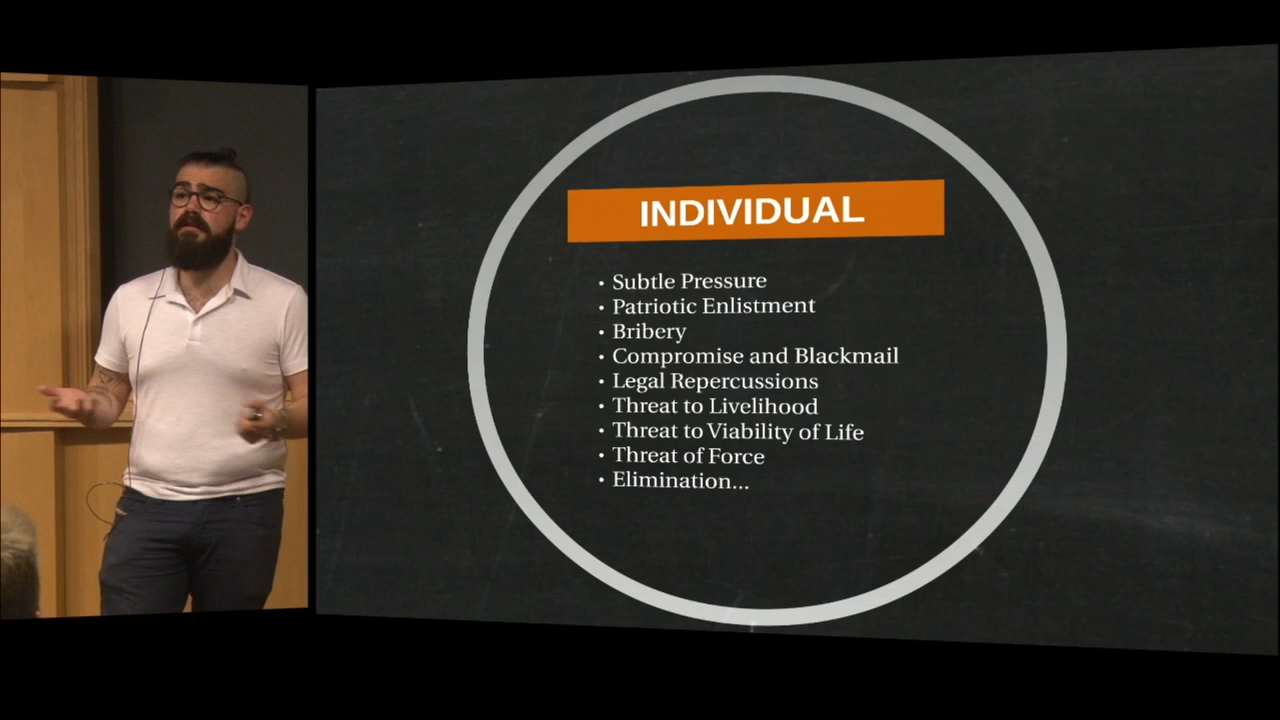 INDIVIDUAL
• Subtle Pressure
• Patriotic Enlistment
• Bribery
• Compromise and Blackmail
• Legal Repercussions
• Threat to Livelihood
• Threat to Viability of Life
• Threat of Force
• Elimination...